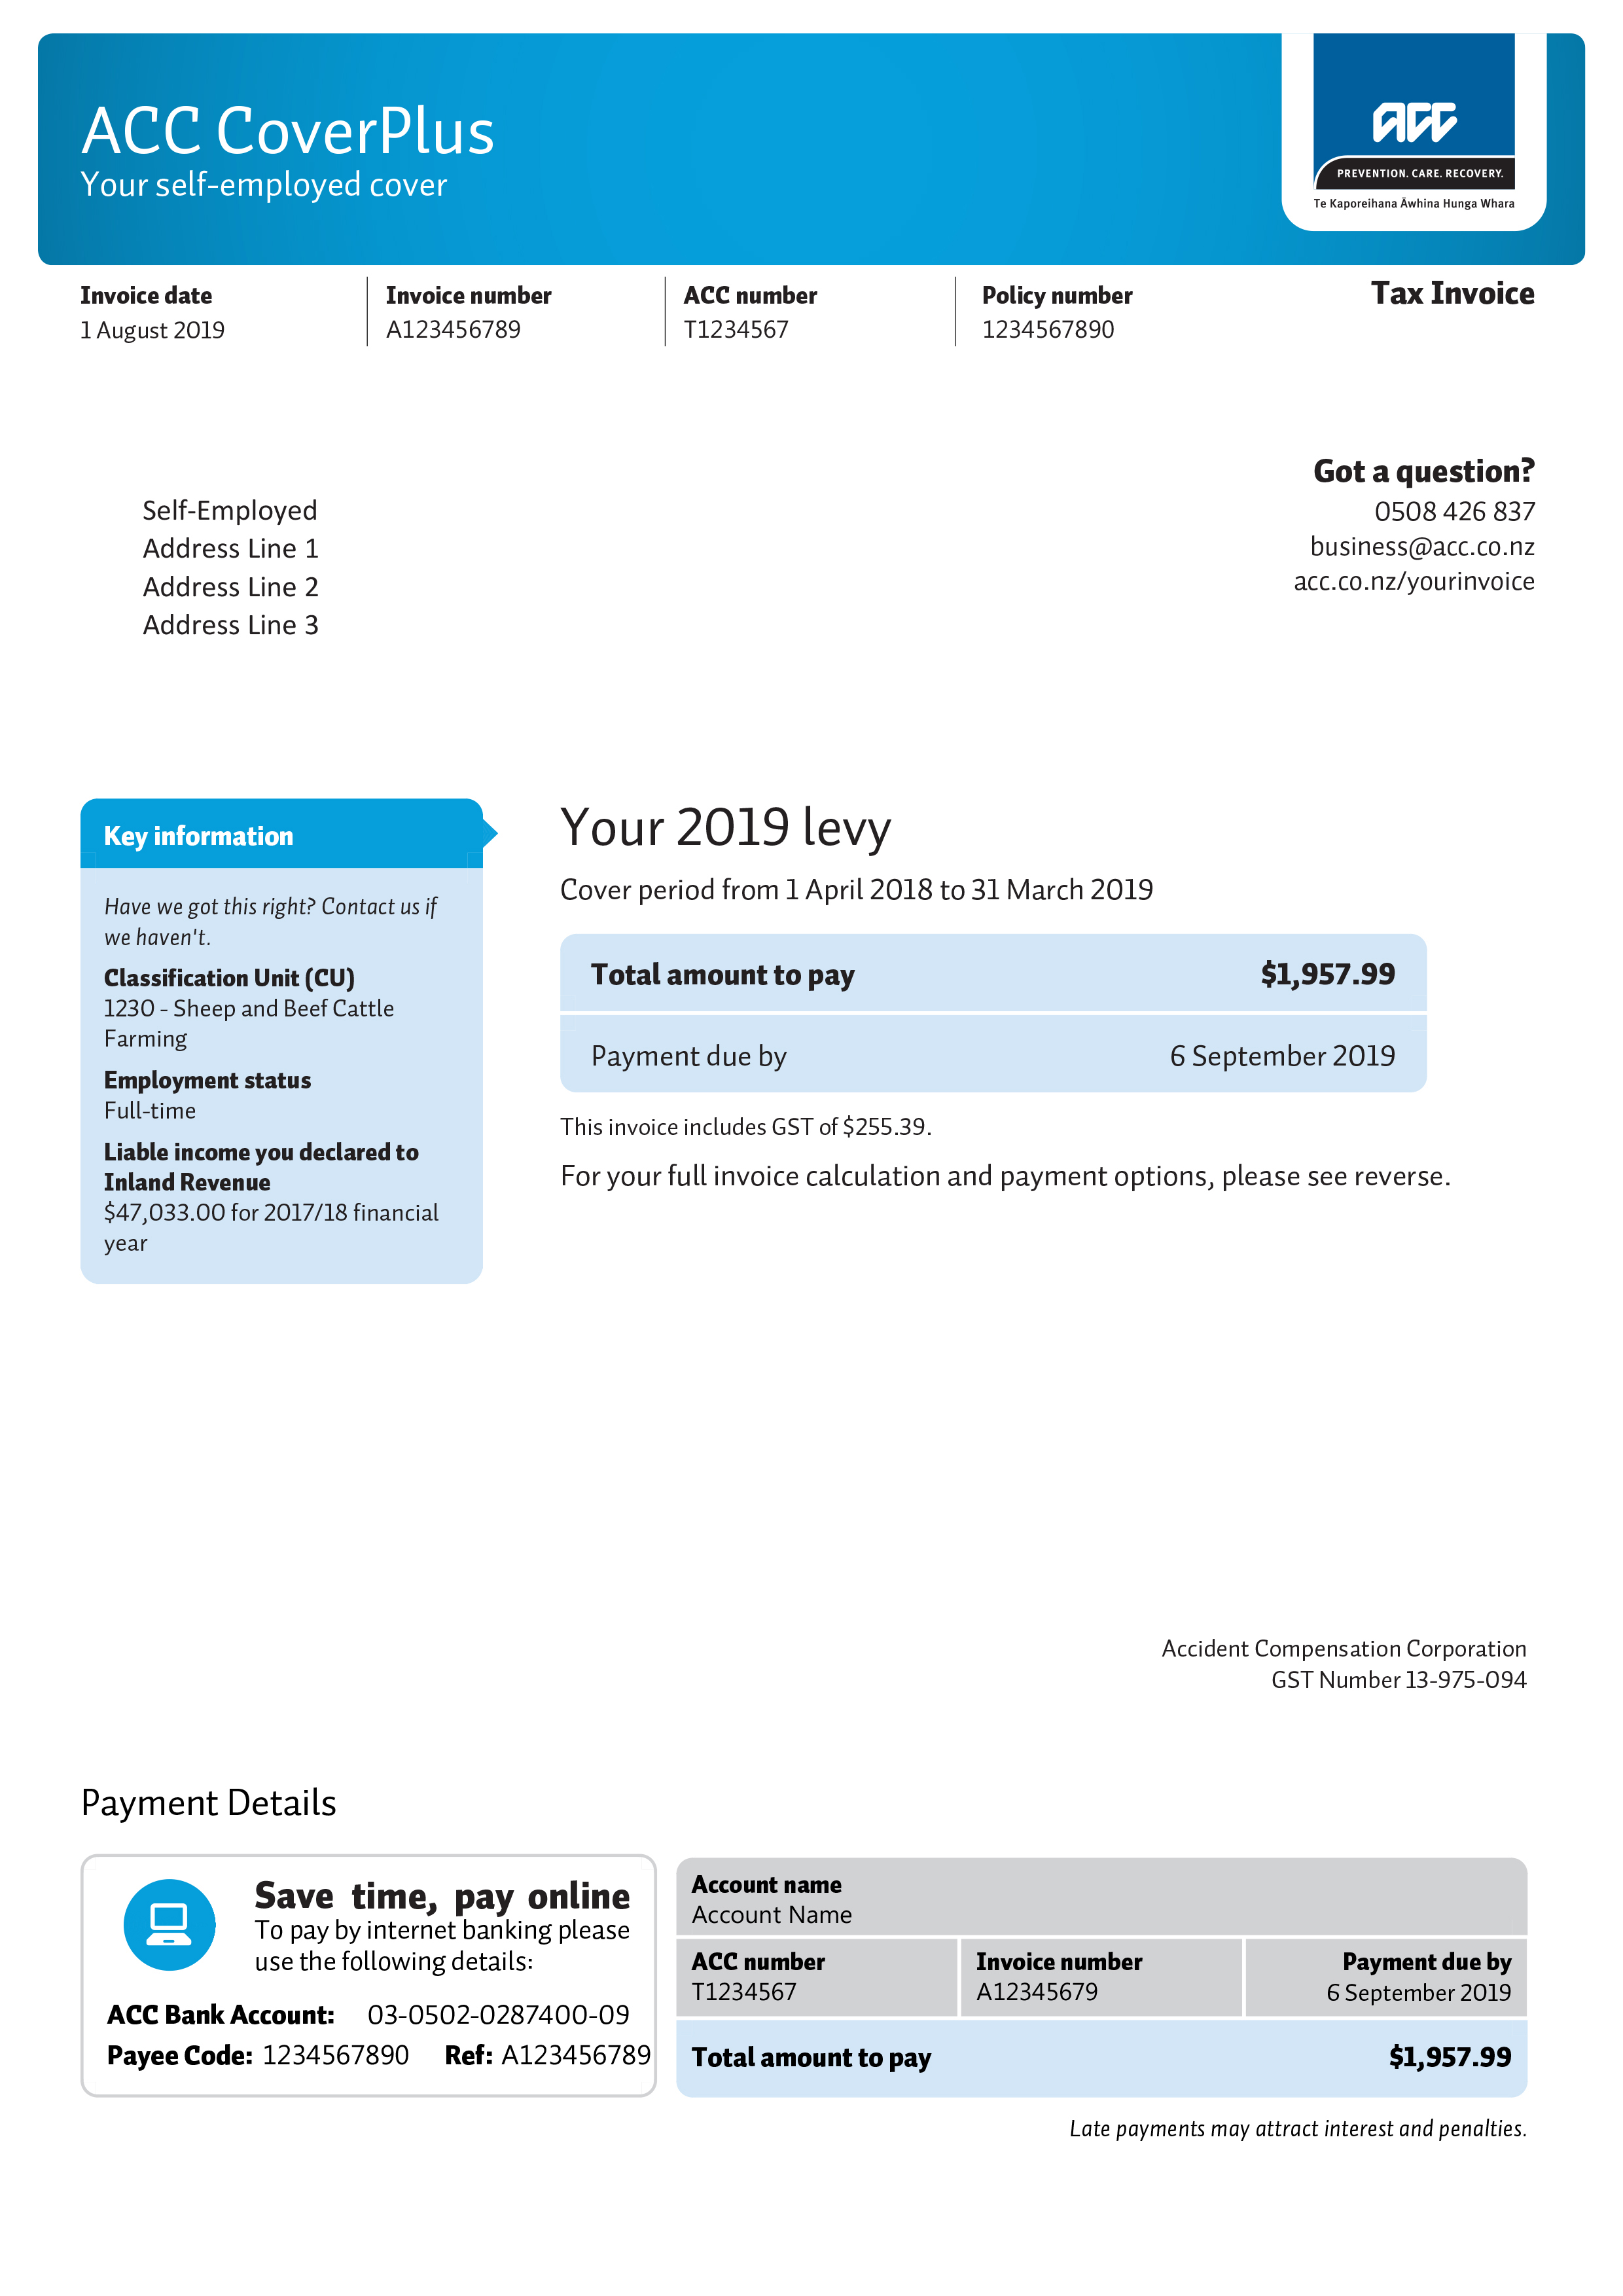 ACC CoverPlus
Your self-employed cover
acc
PREVENTION. CARE. RECOVERY.
Te Kaporeihana Āwhina Hunga Whara
Invoice date
1 August 2019
Invoice number
A123456789
ACC number
T1234567
Policy number
1234567890
Tax Invoice
Self-Employed
Address Line 1
Address Line 2
Address Line 3
Got a question?
0508 426 837
business@acc.co.nz
acc.co.nz/yourinvoice
Key information
Have we got this right? Contact us if
we haven't.
Classification Unit (CU)
1230 - Sheep and Beef Cattle
Farming
Employment status
Full-time
Liable income you declared to
Inland Revenue
$47,033.00 for 2017/18 financial
year
Your 2019 levy
Cover period from 1 April 2018 to 31 March 2019
Total amount to pay $1,957.99
Payment due by 6 September 2019
This invoice includes GST of $255.39.
For your full invoice calculation and payment options, please see reverse.
Accident Compensation Corporation
GST Number 13-975-094
Payment Details
Save time, pay online
To pay by internet banking please
use the following details:
ACC Bank Account: 03-0502-0287400-09
Payee Code: 1234567890 Ref: A123456789
Account name
Account Name
ACC number
T1234567
Invoice number
A12345679
Payment due by
6 September 2019
Total amount to pay $1,957.99
Late payments may attract interest and penalties.